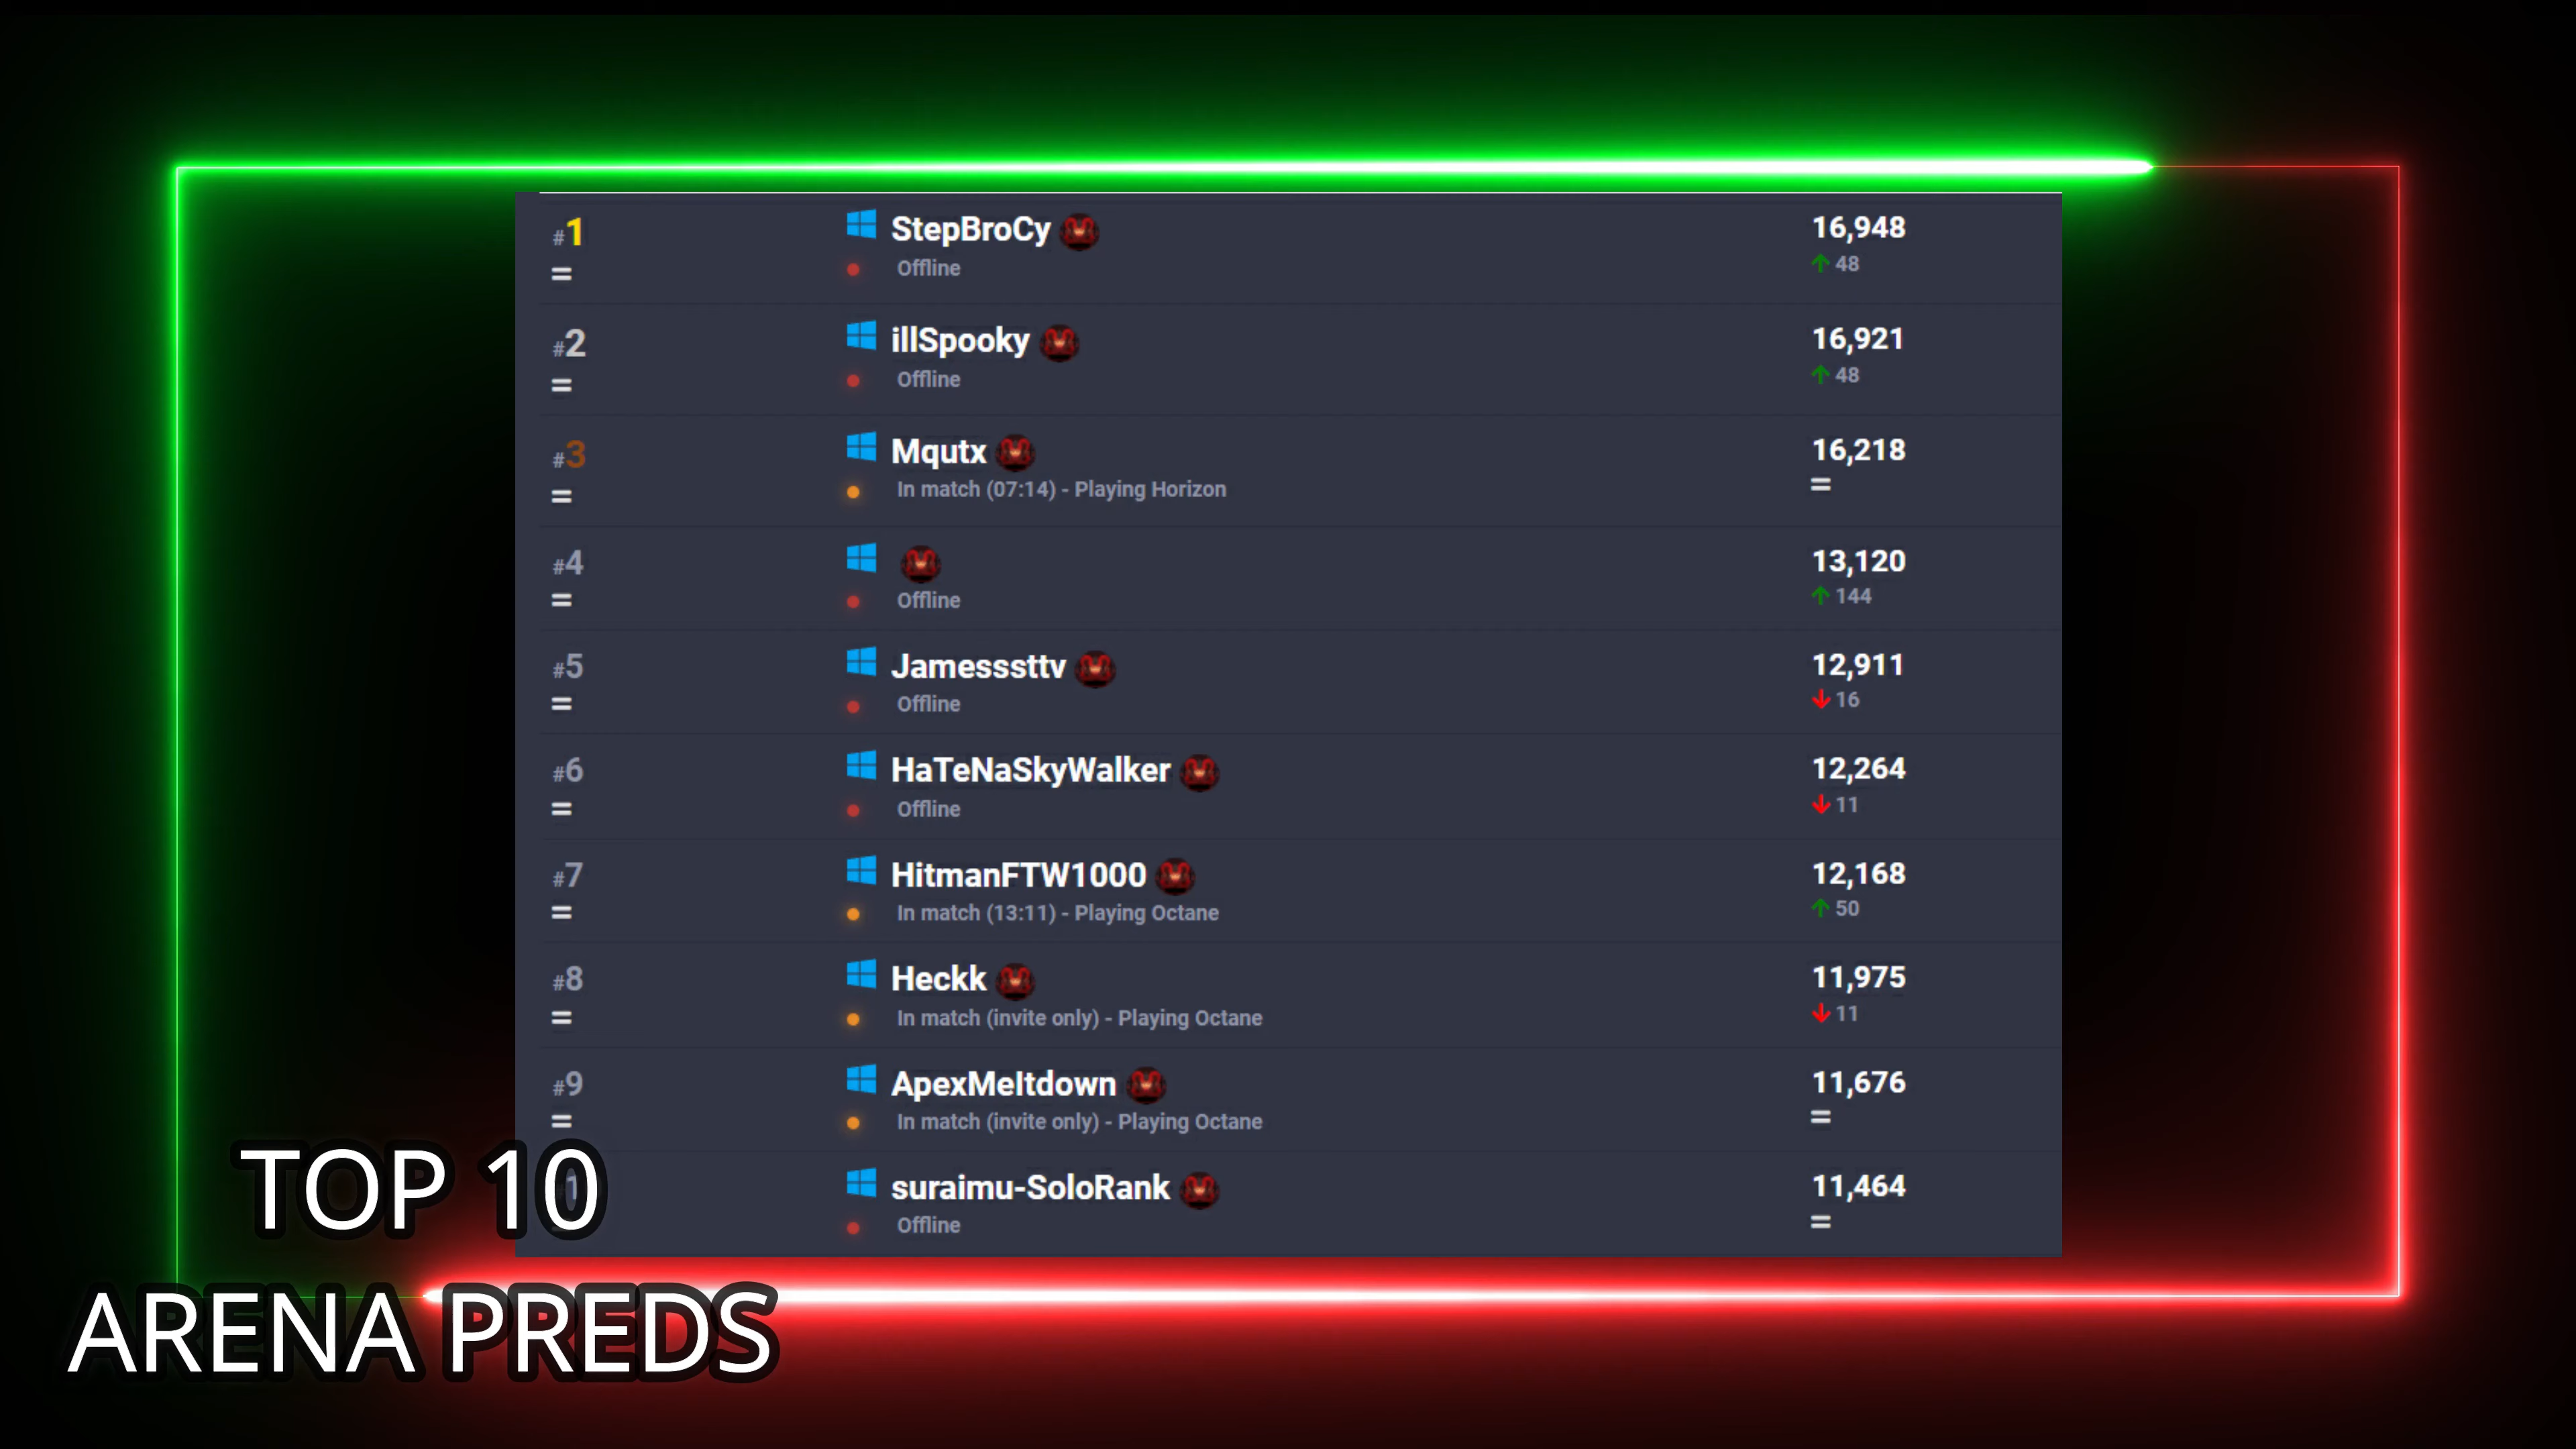 #1 StepBroCy 16,948
= Offline 48
#2 illSpooky 16,921
= Offline 48
#3 Mqutx 16,218
= In match (07:14) - Playing Horizon =
#4 13,120
= Offline 144
#5 Jamesssttv 12,911
= Offline 16
#6 HaTeNaSkyWalker 12,264
= Offline 11
#7 HitmanFTW1000 12,168
= In match (13:11) - Playing Octane 50
#8 Heckk 11,975
= In match (invite only) - Playing Octane 11
#9 ApexMeltdown 11,676
= In match (invite only) - Playing Octane =
suraimu-SoloRank 11,464
Offline =
TOP 10
ARENA PREDS